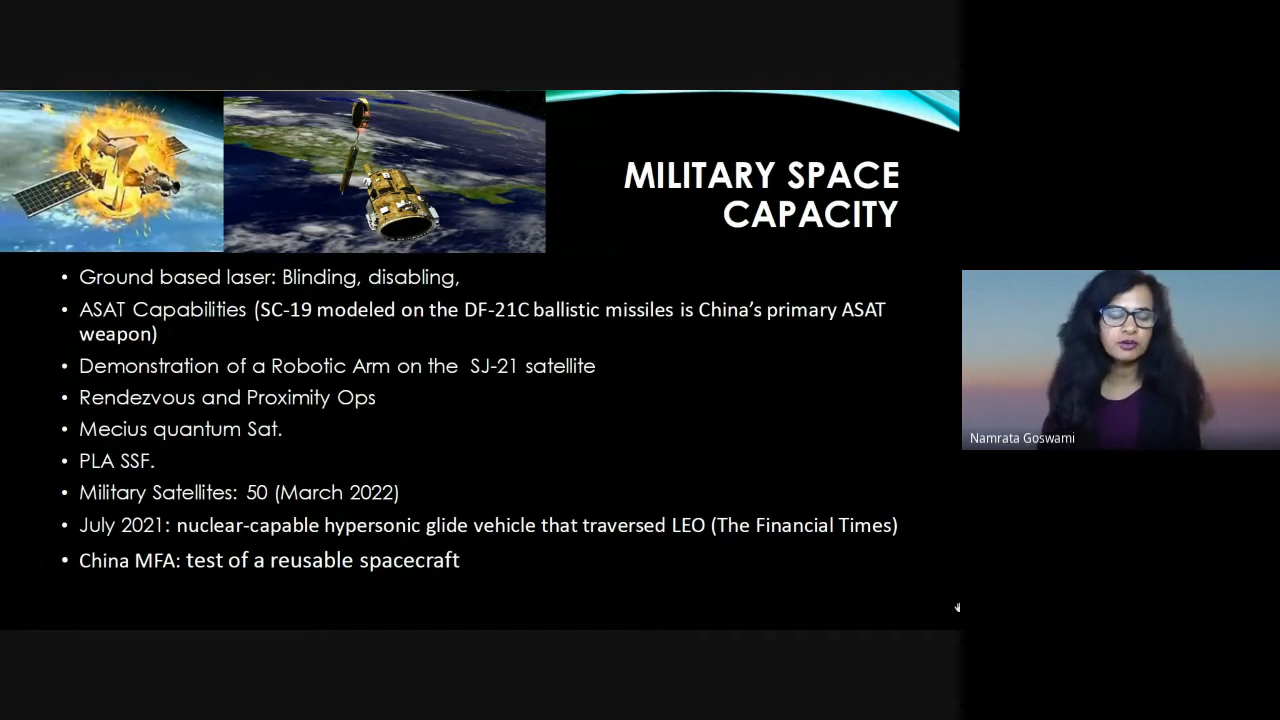 MILITARY SPACE
CAPACITY
• Ground based laser: Blinding, disabling,
• ASAT Capabilities (SC-19 modeled on the DF-21C ballistic missiles is China’s primary ASAT
weapon)
• Demonstration of a Robotic Arm on the SJ-21 satellite
• Rendezvous and Proximity Ops
• Mecius quantum Sat.
• PLA SSF.
• Military Satellites: 50 (March 2022)
• July 2021: nuclear-capable hypersonic glide vehicle that traversed LEO (The Financial Times)
• China MFA: test of a reusable spacecraft
Namrata Goswami